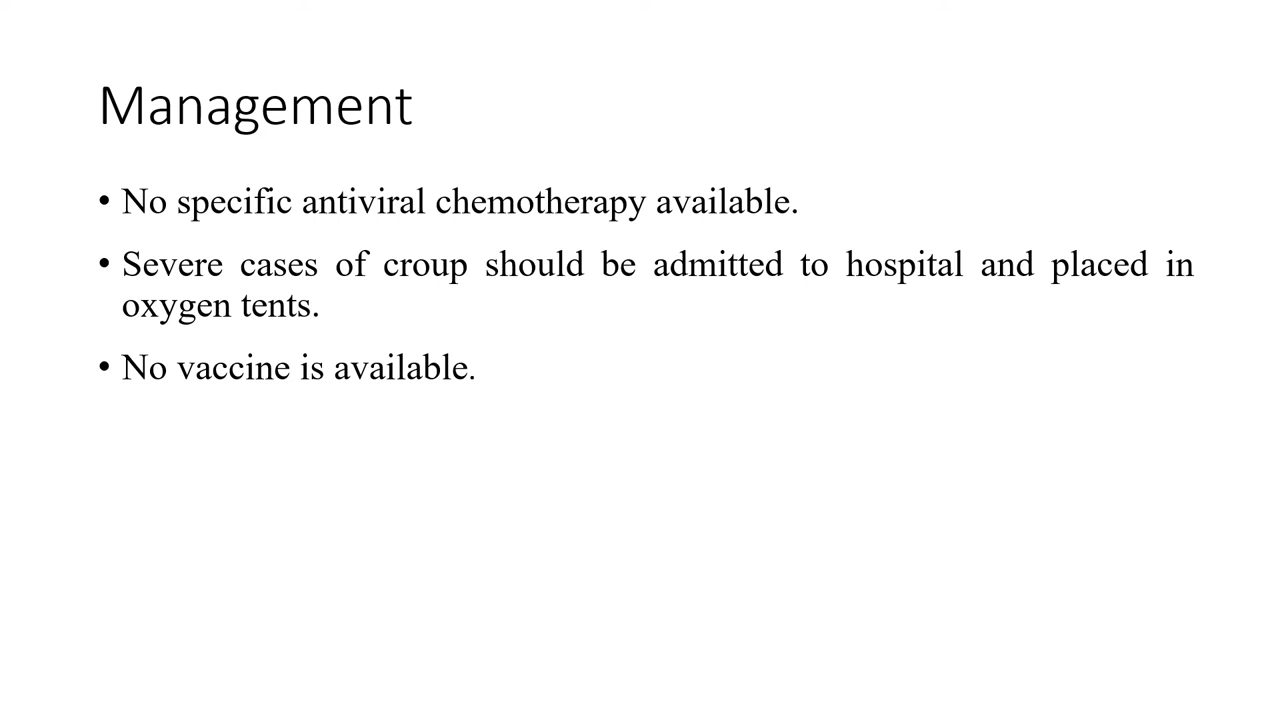 Management
• No specific antiviral chemotherapy available.
• Severe cases of croup should be admitted to hospital and placed in
oxygen tents.
• No vaccine is available.